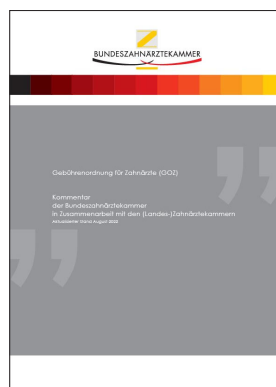 BUNDESZAHNÄRZTEKAMMER
Gebührenordnung für Zahnärzte (GOZ)
Kommentar
der Bundeszahnärztekammer
in Zusammenarbeit mit den (Landes-)Zahnärztekammern
Aktualisierter Stand August 2022